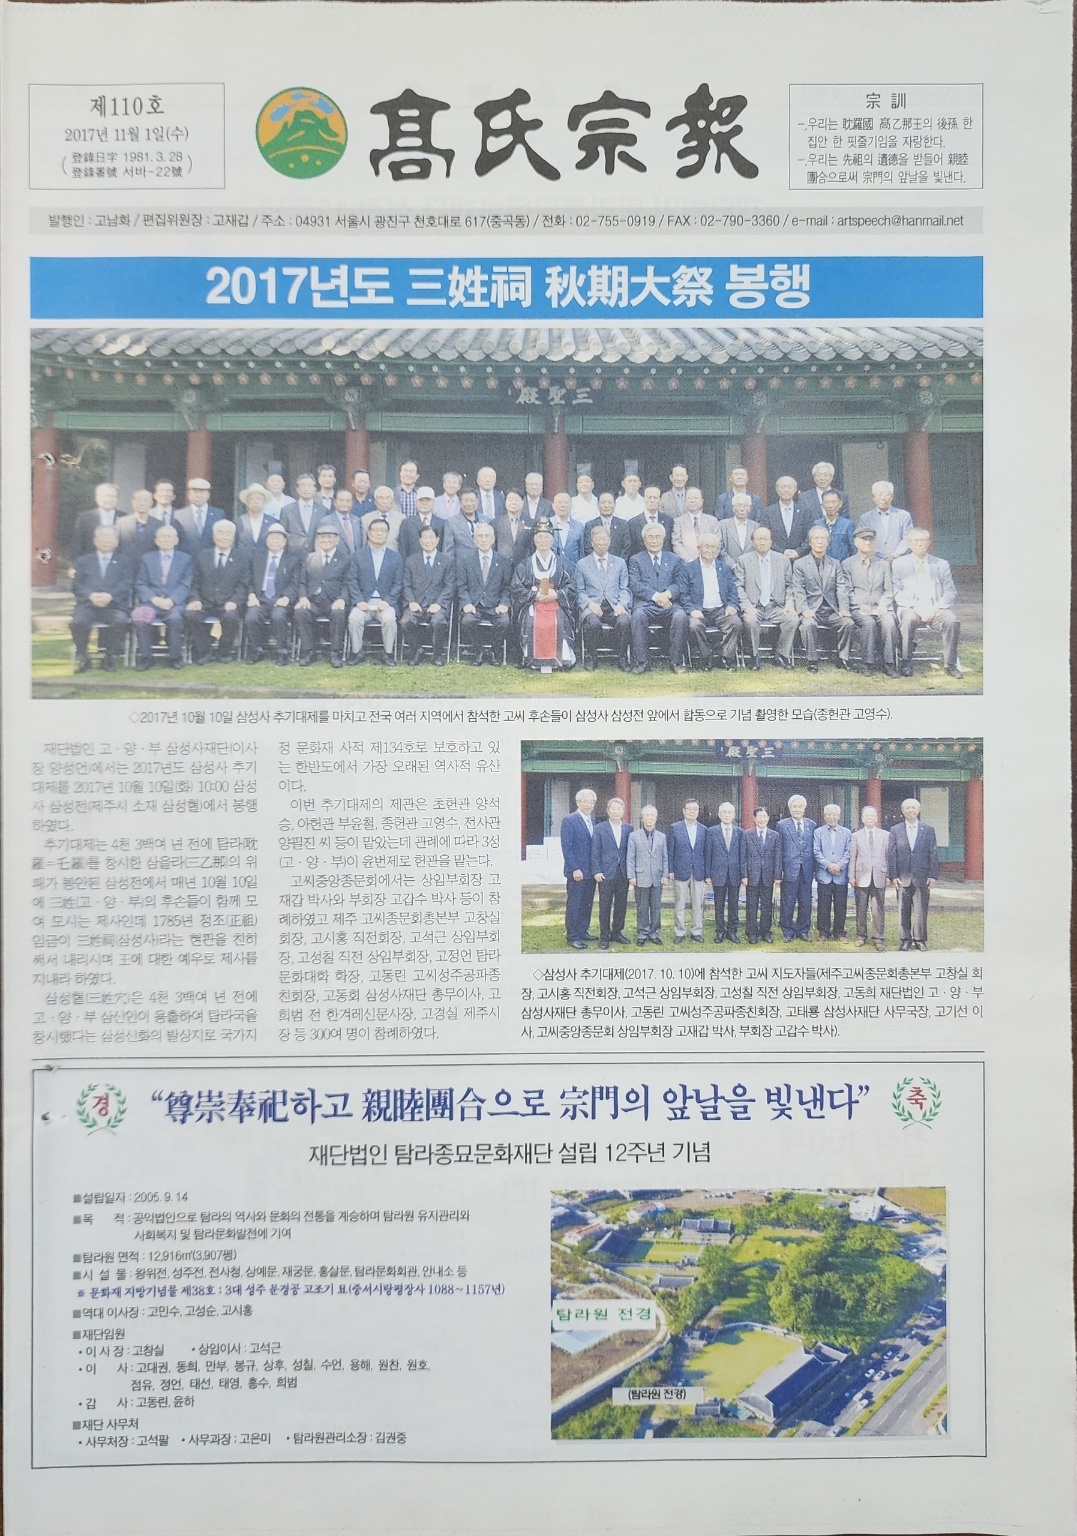 제110호
2017년 11월 1일(수)
登錄日字 1981. 3. 28
登錄番號 서바-22號
髙氏宗報
宗 訓
一.우리는 耽羅國 髙乙那王의 後孫 한
집안 한 핏줄기임을 자랑한다.
一.우리는 先祖의 遺德을 받들어 親睦
團合으로써 宗門의 앞날을 빛낸다.
발행인 : 고남화 / 편집위원장 : 고재갑 / 주소 : 04931 서울시 광진구 천호대로 617(중곡동) / 전화 : 02-755-0919 / FAX : 02-790-3360 / e-mail : artspeech@hanmail.net
2017년도 三姓祠 秋期大祭 봉행
三聖殿
◇2017년 10월 10일 삼성사 추기대제를 마치고 전국 여러 지역에서 참석한 고씨 후손들이 삼성사 삼성전 앞에서 합동으로 기념 촬영한 모습(종헌관 고영수).
재단법인 고·양·부 삼성사재단(이사
장 양성언)에서는 2017년도 삼성사 추기
대제를 2017년 10월 10일(화) 10:00 삼성
사 삼성전(제주시 소재 삼성혈)에서 봉행
하였다.
추기대제는 4천 3백여 년 전에 탐라(耽
羅=乇羅)를 창시한 삼을라(三乙那)의 위
패가 봉안된 삼성전에서 매년 10월 10일
에 三姓(고·양·부)의 후손들이 함께 모
여 모시는 제사인데 1785년 정조(正祖)
임금이 三姓祠(삼성사)라는 현판을 친히
써서 내리시며 王에 대한 예우로 제사를
지내라 하였다.
삼성혈(三姓穴)은 4천 3백여 년 전에
고·양·부 삼신인이 용출하여 탐라국을
창시했다는 삼성신화의 발상지로 국가지
정 문화재 사적 제134호로 보호하고 있
는 한반도에서 가장 오래된 역사적 유산
이다.
이번 추기대제의 제관은 초헌관 양석
승, 아헌관 부윤철, 종헌관 고영수, 전사관
양필진 씨 등이 맡았는데 관례에 따라 3성
(고·양·부)이 윤번제로 헌관을 맡는다.
고씨중앙종문회에서는 상임부회장 고
재갑 박사와 부회장 고갑수 박사 등이 참
례하였고 제주 고씨종문회총본부 고창실
회장, 고시홍 직전회장, 고석근 상임부회
장, 고성칠 직전 상임부회장, 고정언 탐라
문화대학 학장, 고동린 고씨성주공파종
친회장, 고동희 삼성사재단 총무이사, 고
희범 전 한겨레신문사장, 고경실 제주시
장 등 300여 명이 참례하였다.
三聖殿
◇삼성사 추기대제(2017. 10. 10)에 참석한 고씨 지도자들(제주고씨종문회총본부 고창실 회
장, 고시홍 직전회장, 고석근 상임부회장, 고성칠 직전 상임부회장, 고동희 재단법인 고·양·부
삼성사재단 총무이사, 고동린 고씨성주공파종친회장, 고태룡 삼성사재단 사무국장, 고기선 이
사, 고씨중앙종문회 상임부회장 고재갑 박사, 부회장 고갑수 박사).
경
“尊崇奉祀하고 親睦團合으로 宗門의 앞날을 빛낸다”
축
재단법인 탐라종묘문화재단 설립 12주년 기념
■설립일자 : 2005. 9. 14
■목 적 : 공익법인으로 탐라의 역사와 문화의 전통을 계승하며 탐라원 유지관리와
사회복지 및 탐라문화발전에 기여
■탐라원 면적 : 12,916㎡(3,907평)
■시 설 물 : 왕위전, 성주전, 전사청, 상예문, 재궁문, 홍살문, 탐라문화회관, 안내소 등
※ 문화재 지방기념물 제38호 : 3대 성주 문경공 고조기 묘(중서시랑평장사 1088~1157년)
■역대 이사장 : 고민수, 고성순, 고시홍
■재단임원
• 이 사 장 : 고창실 • 상임이사 : 고석근
• 이 사 : 고대권, 동희, 만부, 봉규, 상후, 성칠, 수언, 용해, 원찬, 원호,
점유, 정언, 태선, 태영, 홍수, 희범
• 감 사 : 고동린, 윤하
■재단 사무처
• 사무처장 : 고석팔 • 사무과장 : 고은미 • 탐라원관리소장 : 김권중
탐라원 전경
(탐라원 전경)